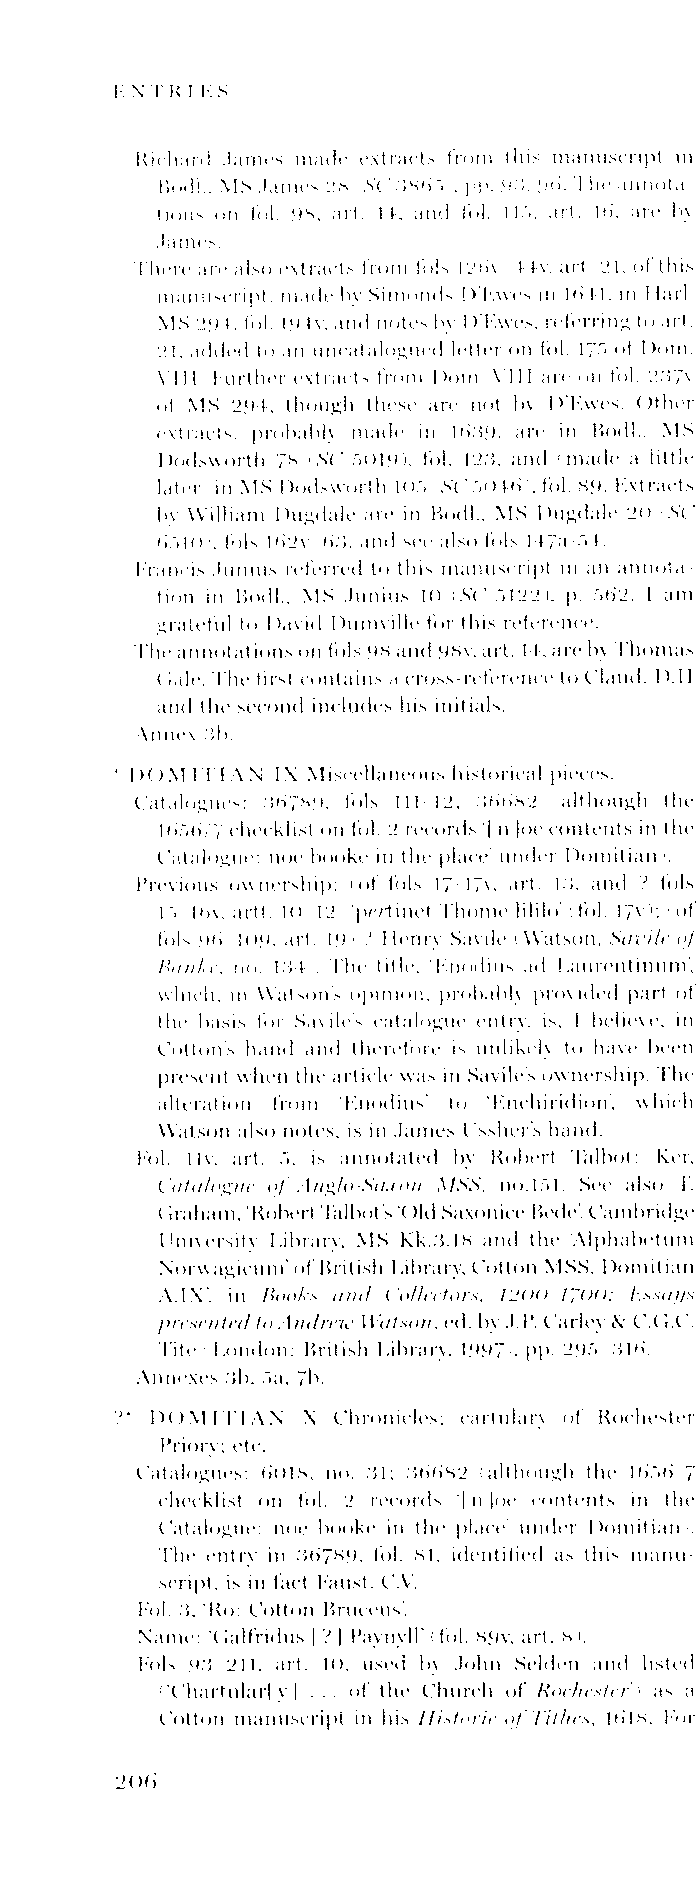 ENTRIES
Richard James made extracts from this manuscript in
Bodl., MS James 28 (SC 3865), pp. 93, 96. The annota-
tions on fol. 98, art. 14, and fol. 115, art. 16, are by
James.
There are also extracts from fols 126v–44v, art. 21, of this
manuscript, made by Simonds D'Ewes in 1641, in Harl.
MS 294, fol. 194v, and notes by D'Ewes, referring to art.
21, added to an uncatalogued letter on fol. 175 of Dom.
VIII. Further extracts from Dom. VIII are on fol. 237v
of MS 294, though these are not by D'Ewes. Other
extracts, probably made in 1639, are in Bodl., MS
Dodsworth 78 (SC 5019), fol. 123, and (made a little
later) in MS Dodsworth 105 (SC 5046), fol. 89. Extracts
by William Dugdale are in Bodl., MS Dugdale 20 (SC
6510), fols 162v–63, and see also fols 147a–54.
Francis Junius referred to this manuscript in an annota-
tion in Bodl., MS Junius 10 (SC 5122), p. 562. I am
grateful to David Dumville for this reference.
The annotations on fols 98 and 98v, art. 14, are by Thomas
Gale. The first contains a cross-reference to Claud. D.II
and the second includes his initials.
Annex 3b.
* DOMITIAN IX Miscellaneous historical pieces.
Catalogues: 36789, fols 111–12, 36682 (although the
1656/7 checklist on fol. 2 records '[n]oe contents in the
Catalogue: noe booke in the place' under Domitian).
Previous ownership: (of fols 17–17v, art. 13, and ? fols
15–16v, artt. 10–12) 'pertinet Thome lililo' (fol. 17v); (of
fols 96–109, art. 19) ? Henry Savile (Watson, Savile of
Banke, no. 134). The title, 'Enodius ad Laurentinum',
which, in Watson's opinion, probably provided part of
the basis for Savile's catalogue entry, is, I believe, in
Cotton's hand and therefore is unlikely to have been
present when the article was in Savile's ownership. The
alteration from 'Enodius' to 'Enchiridion', which
Watson also notes, is in James Ussher's hand.
Fol. 11v, art. 5, is annotated by Robert Talbot: Ker,
Catalogue of Anglo-Saxon MSS, no.151. See also T.
Graham, 'Robert Talbot's "Old Saxonice Bede". Cambridge
University Library, MS Kk.3.18 and the "Alphabetum
Norwagicum" of British Library, Cotton MSS, Domitian
A.IX', in Books and Collectors, 1200–1700: Essays
presented to Andrew Watson, ed. by J.P. Carley & C.G.C.
Tite (London: British Library, 1997), pp. 295–316.
Annexes 3b, 5a, 7b.
?* DOMITIAN X Chronicles; cartulary of Rochester
Priory; etc.
Catalogues: 6018, no. 31; 36682 (although the 1656/7
checklist on fol. 2 records '[n]oe contents in the
Catalogue: noe booke in the place' under Domitian).
The entry in 36789, fol. 81, identified as this manu-
script, is in fact Faust. C.V.
Fol. 3, 'Ro: Cotton Bruceus'.
Name: 'Galfridus [?] Paynyll' (fol. 89v, art. 8).
Fols 93–211, art. 10, used by John Selden and listed
('Chartular[y] ... of the Church of Rochester') as a
Cotton manuscript in his Historie of Tithes, 1618. For
206